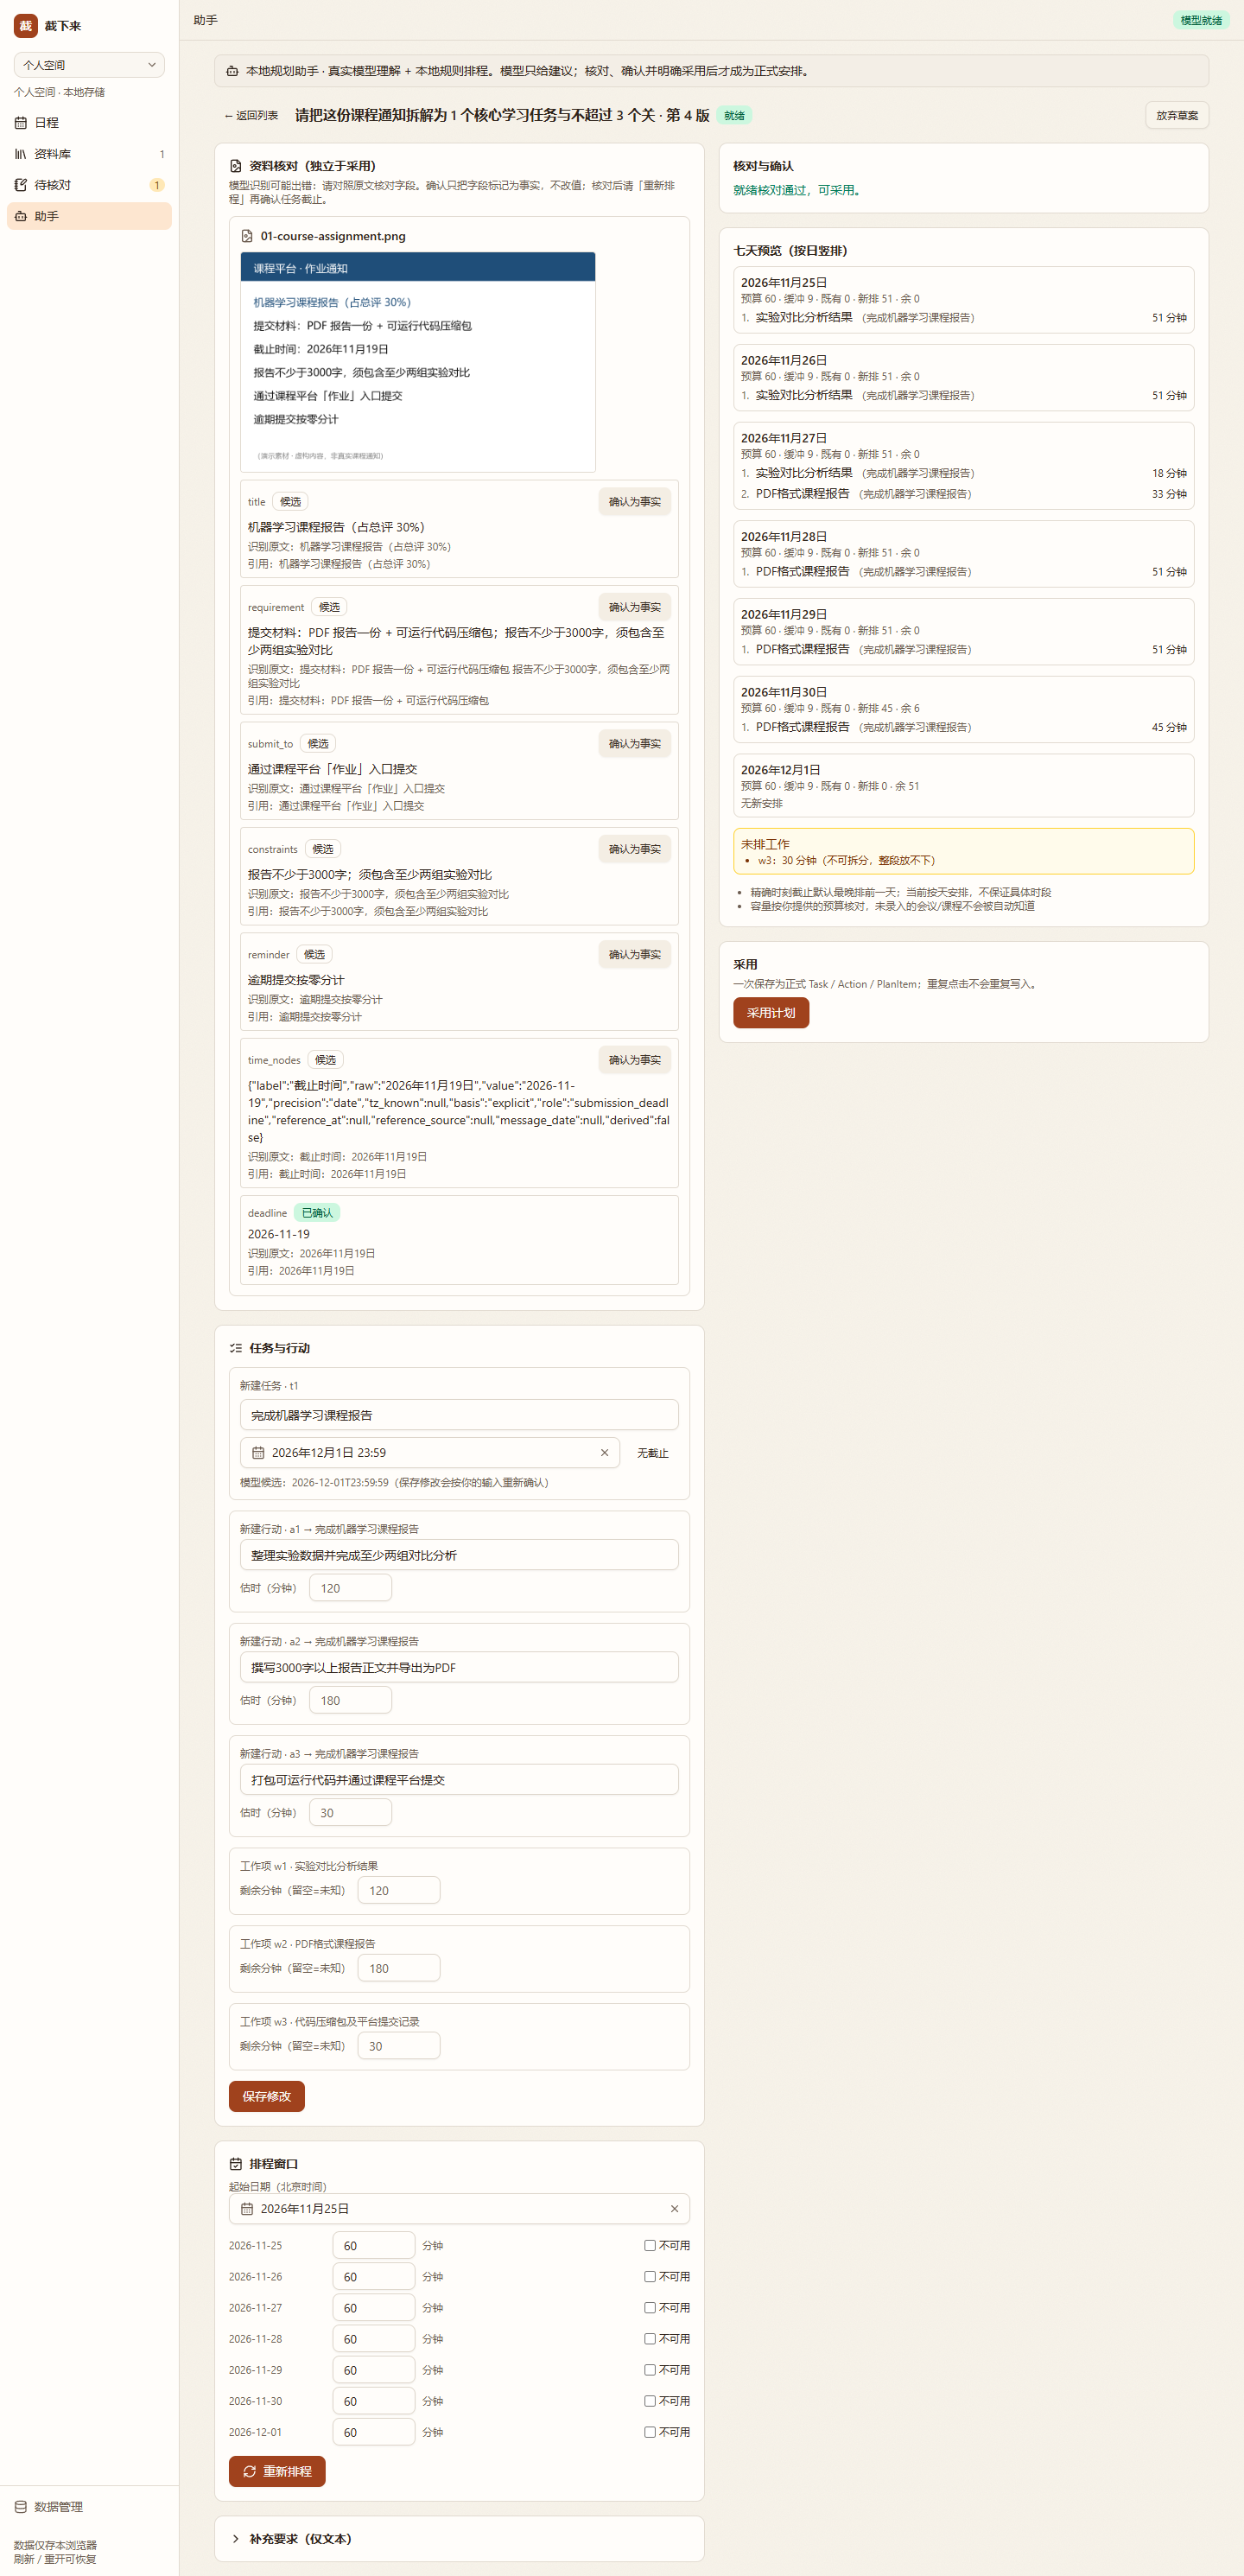 截 截下来
个人空间
个人空间 · 本地存储
日程
资料库 1
待核对 1
助手
数据管理
数据仅存本浏览器
刷新 / 重开可恢复
助手
模型就绪
本地规划助手 · 真实模型理解 + 本地规则排程。模型只给建议；核对、确认并明确采用后才成为正式安排。
← 返回列表 请把这份课程通知拆解为 1 个核心学习任务与不超过 3 个关 · 第 4 版 就绪 放弃草案
资料核对（独立于采用）
模型识别可能出错：请对照原文核对字段。确认只把字段标记为事实，不改值；核对后请「重新排
程」再确认任务截止。
01-course-assignment.png
课程平台 · 作业通知
机器学习课程报告（占总评 30%）
提交材料：PDF 报告一份 + 可运行代码压缩包
截止时间：2026年11月19日
报告不少于3000字，须包含至少两组实验对比
通过课程平台「作业」入口提交
逾期提交按零分计
（演示素材 · 虚构内容，非真实课程通知）
title 候选 确认为事实
机器学习课程报告（占总评 30%）
识别原文：机器学习课程报告（占总评 30%）
引用：机器学习课程报告（占总评 30%）
requirement 候选 确认为事实
提交材料：PDF 报告一份 + 可运行代码压缩包；报告不少于3000字，须包含至
少两组实验对比
识别原文：提交材料：PDF 报告一份 + 可运行代码压缩包 报告不少于3000字，须包含至少两
组实验对比
引用：提交材料：PDF 报告一份 + 可运行代码压缩包
submit_to 候选 确认为事实
通过课程平台「作业」入口提交
识别原文：通过课程平台「作业」入口提交
引用：通过课程平台「作业」入口提交
constraints 候选 确认为事实
报告不少于3000字；须包含至少两组实验对比
识别原文：报告不少于3000字，须包含至少两组实验对比
引用：报告不少于3000字，须包含至少两组实验对比
reminder 候选 确认为事实
逾期提交按零分计
识别原文：逾期提交按零分计
引用：逾期提交按零分计
time_nodes 候选 确认为事实
{"label":"截止时间","raw":"2026年11月19日","value":"2026-11-
19","precision":"date","tz_known":null,"basis":"explicit","role":"submission_deadl
ine","reference_at":null,"reference_source":null,"message_date":null,"derived":fal
se}
识别原文：截止时间：2026年11月19日
引用：截止时间：2026年11月19日
deadline 已确认
2026-11-19
识别原文：2026年11月19日
引用：2026年11月19日
任务与行动
新建任务 · t1
完成机器学习课程报告
2026年12月1日 23:59 无截止
模型候选：2026-12-01T23:59:59（保存修改会按你的输入重新确认）
新建行动 · a1 → 完成机器学习课程报告
整理实验数据并完成至少两组对比分析
估时（分钟） 120
新建行动 · a2 → 完成机器学习课程报告
撰写3000字以上报告正文并导出为PDF
估时（分钟） 180
新建行动 · a3 → 完成机器学习课程报告
打包可运行代码并通过课程平台提交
估时（分钟） 30
工作项 w1 · 实验对比分析结果
剩余分钟（留空=未知） 120
工作项 w2 · PDF格式课程报告
剩余分钟（留空=未知） 180
工作项 w3 · 代码压缩包及平台提交记录
剩余分钟（留空=未知） 30
保存修改
排程窗口
起始日期（北京时间）
2026年11月25日
2026-11-25 60 分钟 不可用
2026-11-26 60 分钟 不可用
2026-11-27 60 分钟 不可用
2026-11-28 60 分钟 不可用
2026-11-29 60 分钟 不可用
2026-11-30 60 分钟 不可用
2026-12-01 60 分钟 不可用
重新排程
补充要求（仅文本）
核对与确认
就绪核对通过，可采用。
七天预览（按日竖排）
2026年11月25日
预算 60 · 缓冲 9 · 既有 0 · 新排 51 · 余 0
1. 实验对比分析结果 （完成机器学习课程报告） 51 分钟
2026年11月26日
预算 60 · 缓冲 9 · 既有 0 · 新排 51 · 余 0
1. 实验对比分析结果 （完成机器学习课程报告） 51 分钟
2026年11月27日
预算 60 · 缓冲 9 · 既有 0 · 新排 51 · 余 0
1. 实验对比分析结果 （完成机器学习课程报告） 18 分钟
2. PDF格式课程报告 （完成机器学习课程报告） 33 分钟
2026年11月28日
预算 60 · 缓冲 9 · 既有 0 · 新排 51 · 余 0
1. PDF格式课程报告 （完成机器学习课程报告） 51 分钟
2026年11月29日
预算 60 · 缓冲 9 · 既有 0 · 新排 51 · 余 0
1. PDF格式课程报告 （完成机器学习课程报告） 51 分钟
2026年11月30日
预算 60 · 缓冲 9 · 既有 0 · 新排 45 · 余 6
1. PDF格式课程报告 （完成机器学习课程报告） 45 分钟
2026年12月1日
预算 60 · 缓冲 9 · 既有 0 · 新排 0 · 余 51
无新安排
未排工作
w3：30 分钟（不可拆分，整段放不下）
精确时刻截止默认最晚排前一天；当前按天安排，不保证具体时段
容量按你提供的预算核对，未录入的会议/课程不会被自动知道
采用
一次保存为正式 Task / Action / PlanItem；重复点击不会重复写入。
采用计划